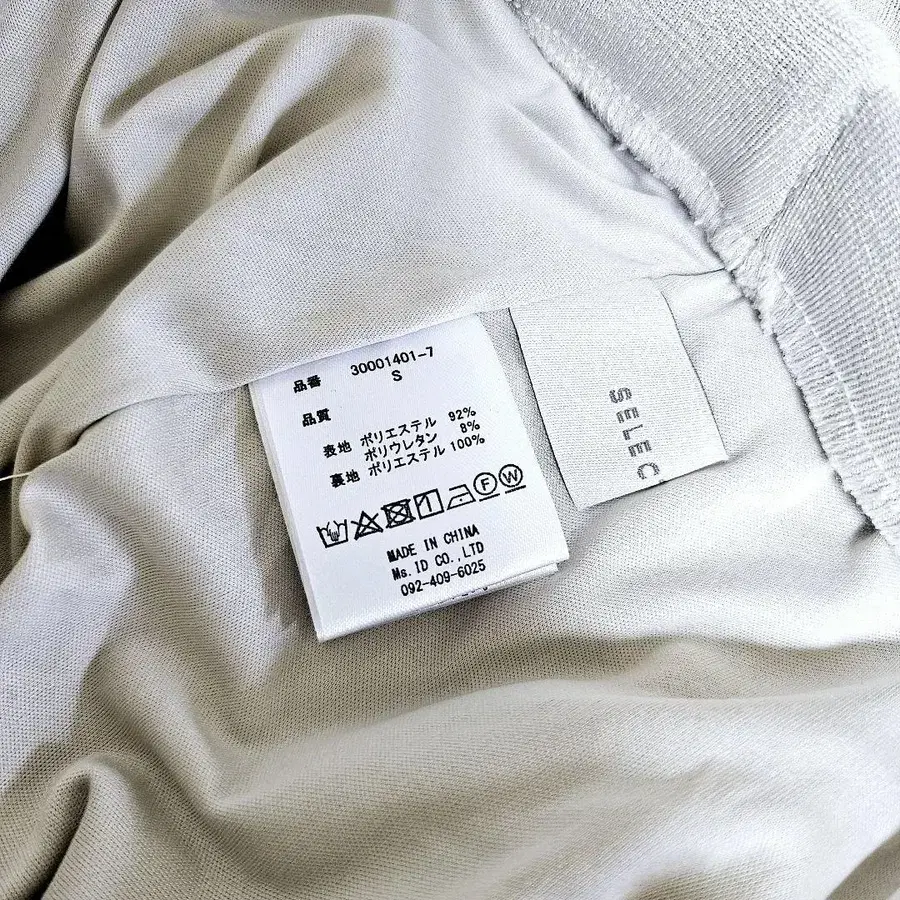 品番 30001401-7
S
品質
表地 ポリエステル 92%
ポリウレタン 8%
裏地 ポリエステル 100%
F W
MADE IN CHINA
Ms. ID CO.,LTD
092-409-6025
SELEC